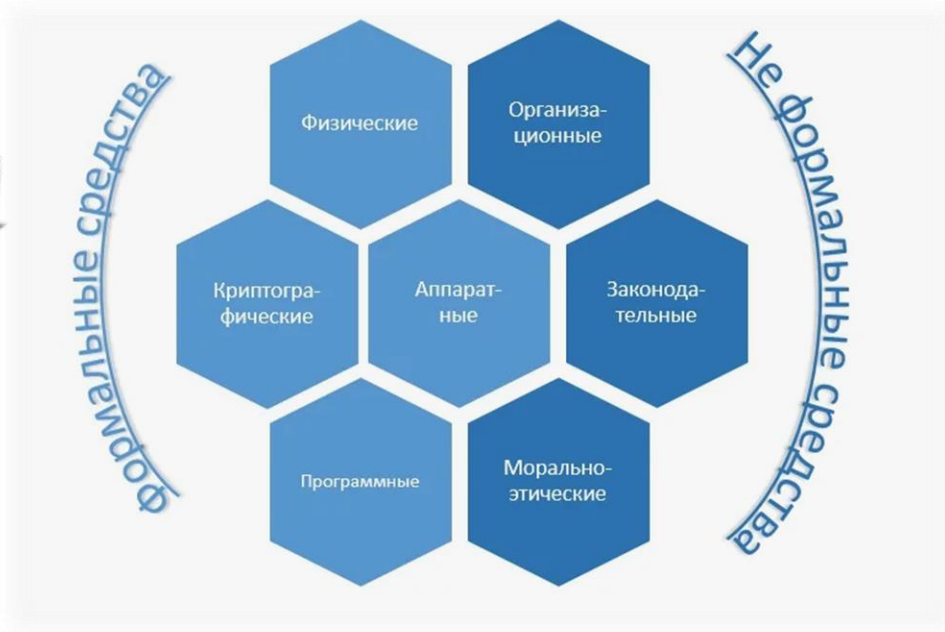 Формальные средства
Не формальные средства
Физические
Организа-
ционные
Криптогра-
фические
Аппарат-
ные
Законода-
тельные
Программные
Морально-
этические